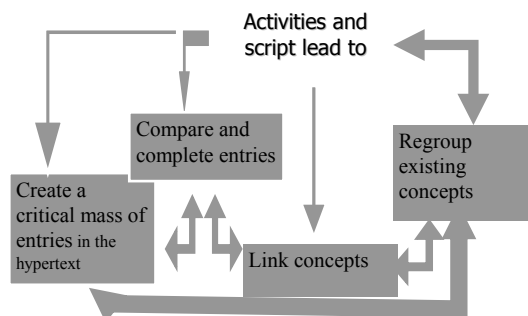 Activities and
script lead to
Compare and
complete entries
Regroup
existing
concepts
Create a
critical mass of
entries in the
hypertext
Link concepts